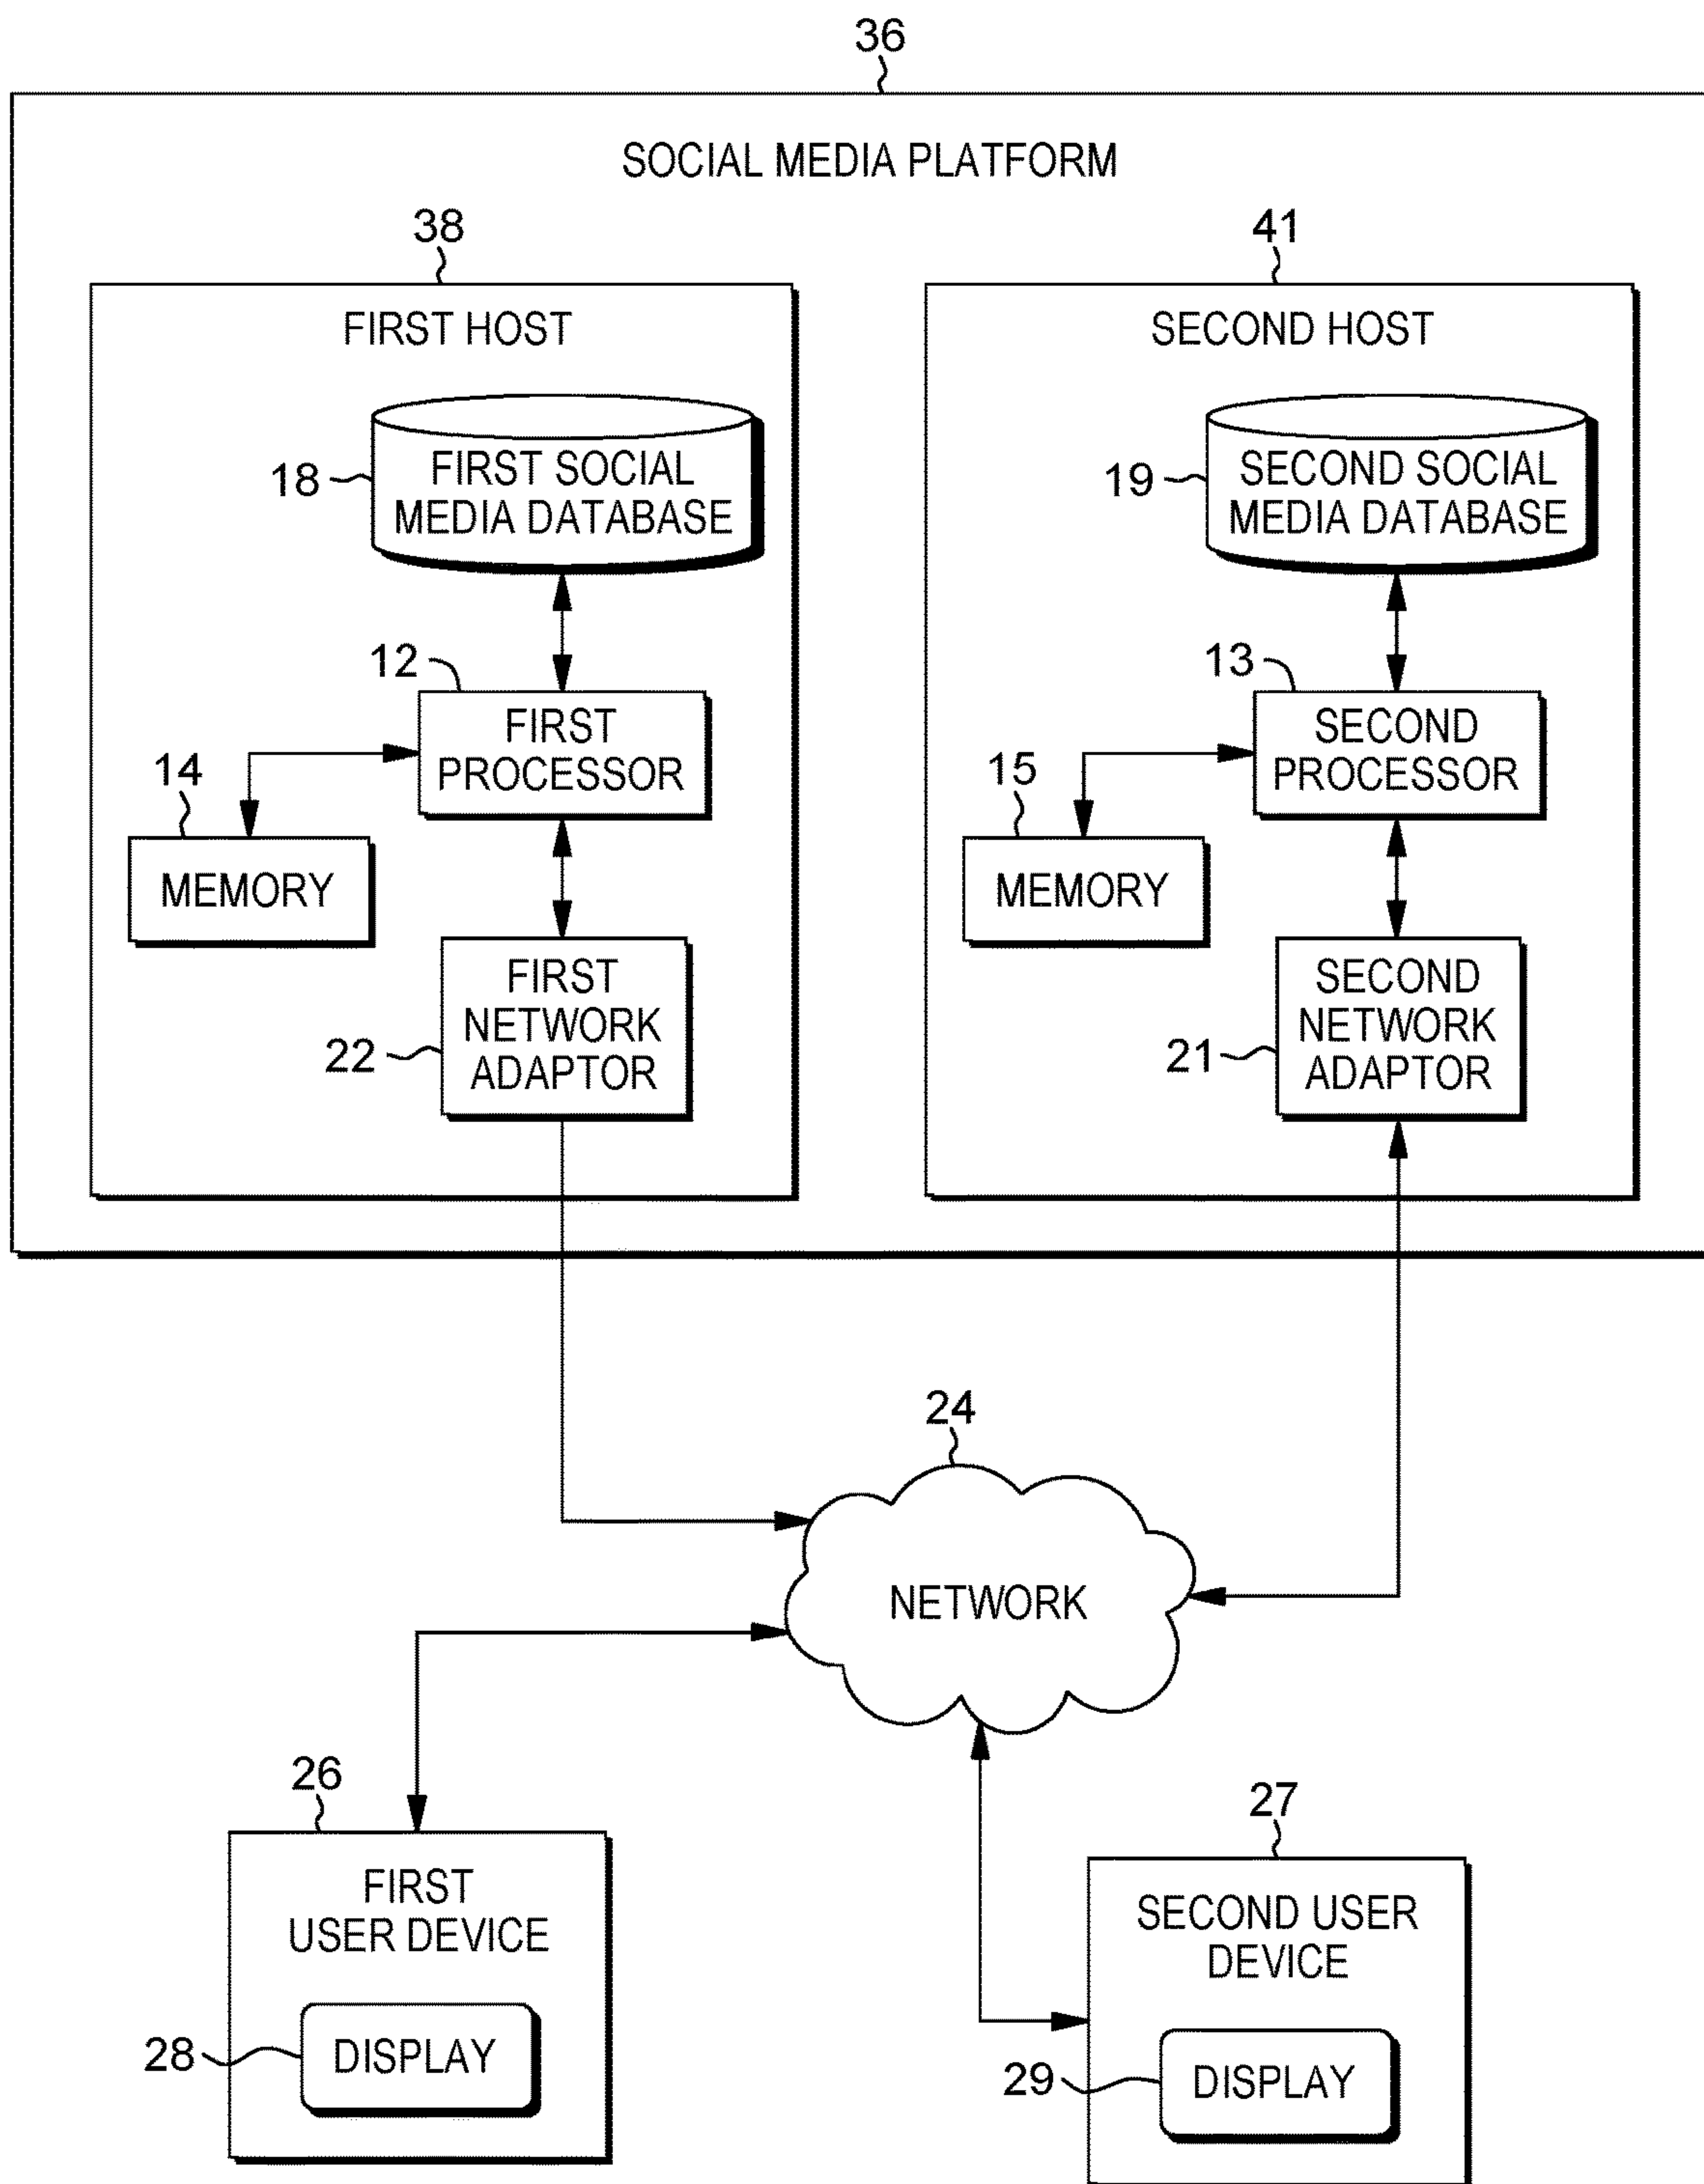 36
SOCIAL MEDIA PLATFORM
38
FIRST HOST
18
FIRST SOCIAL
MEDIA DATABASE
12
FIRST
PROCESSOR
14
MEMORY
FIRST
NETWORK
ADAPTOR
22
41
SECOND HOST
19
SECOND SOCIAL
MEDIA DATABASE
13
SECOND
PROCESSOR
15
MEMORY
SECOND
NETWORK
ADAPTOR
21
24
NETWORK
26
FIRST
USER DEVICE
28
DISPLAY
27
SECOND USER
DEVICE
29
DISPLAY